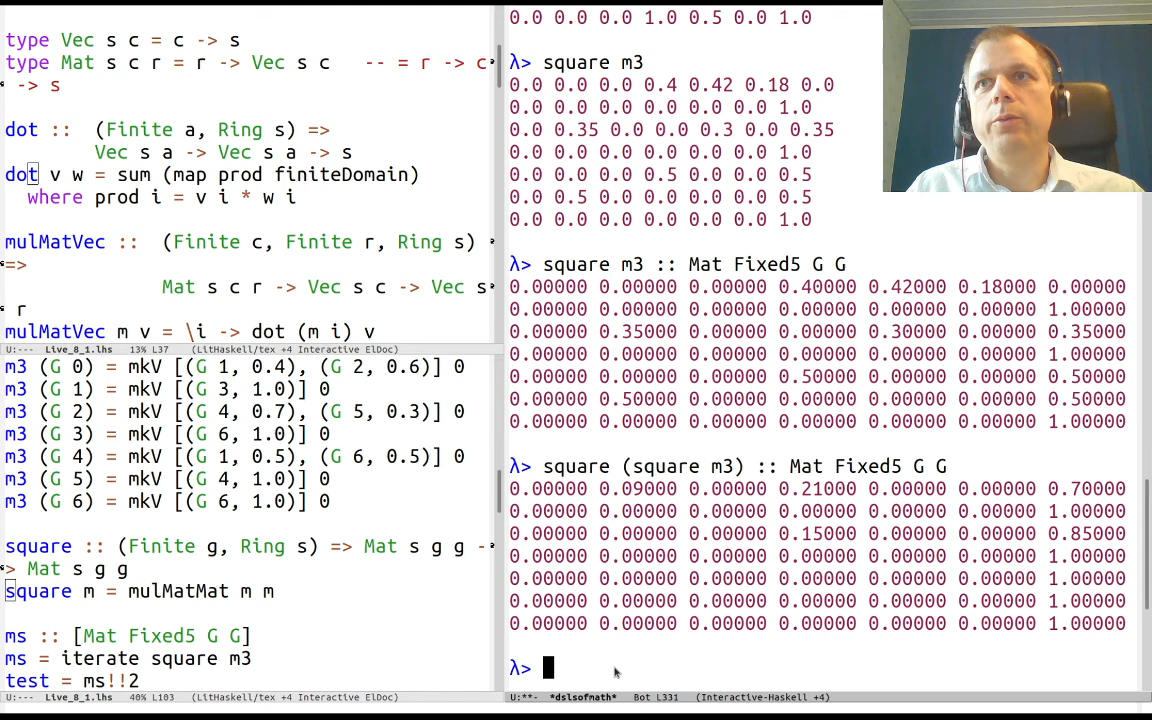 type Vec s c = c -> s
type Mat s c r = r -> Vec s c   -- = r -> c
 -> s
dot ::  (Finite a, Ring s) =>
        Vec s a -> Vec s a -> s
dot v w = sum (map prod finiteDomain)
  where prod i = v i * w i
mulMatVec ::  (Finite c, Finite r, Ring s)
=>
              Mat s c r -> Vec s c -> Vec s
 r
mulMatVec m v = \i -> dot (m i) v
U:---  Live_8_1.lhs   13% L37    (LitHaskell/tex +4 Interactive ElDoc)
m3 (G 0) = mkV [(G 1, 0.4), (G 2, 0.6)] 0
m3 (G 1) = mkV [(G 3, 1.0)] 0
m3 (G 2) = mkV [(G 4, 0.7), (G 5, 0.3)] 0
m3 (G 3) = mkV [(G 6, 1.0)] 0
m3 (G 4) = mkV [(G 1, 0.5), (G 6, 0.5)] 0
m3 (G 5) = mkV [(G 4, 1.0)] 0
m3 (G 6) = mkV [(G 6, 1.0)] 0
square :: (Finite g, Ring s) => Mat s g g -
> Mat s g g
square m = mulMatMat m m
ms :: [Mat Fixed5 G G]
ms = iterate square m3
test = ms!!2
U:---  Live_8_1.lhs   40% L103   (LitHaskell/tex +4 Interactive ElDoc)
0.0 0.0 0.0 1.0 0.5 0.0 1.0
λ> square m3
0.0 0.0 0.0 0.4 0.42 0.18 0.0
0.0 0.0 0.0 0.0 0.0 0.0 1.0
0.0 0.35 0.0 0.0 0.3 0.0 0.35
0.0 0.0 0.0 0.0 0.0 0.0 1.0
0.0 0.0 0.0 0.5 0.0 0.0 0.5
0.0 0.5 0.0 0.0 0.0 0.0 0.5
0.0 0.0 0.0 0.0 0.0 0.0 1.0
λ> square m3 :: Mat Fixed5 G G
0.00000 0.00000 0.00000 0.40000 0.42000 0.18000 0.00000
0.00000 0.00000 0.00000 0.00000 0.00000 0.00000 1.00000
0.00000 0.35000 0.00000 0.00000 0.30000 0.00000 0.35000
0.00000 0.00000 0.00000 0.00000 0.00000 0.00000 1.00000
0.00000 0.00000 0.00000 0.50000 0.00000 0.00000 0.50000
0.00000 0.50000 0.00000 0.00000 0.00000 0.00000 0.50000
0.00000 0.00000 0.00000 0.00000 0.00000 0.00000 1.00000
λ> square (square m3) :: Mat Fixed5 G G
0.00000 0.09000 0.00000 0.21000 0.00000 0.00000 0.70000
0.00000 0.00000 0.00000 0.00000 0.00000 0.00000 1.00000
0.00000 0.00000 0.00000 0.15000 0.00000 0.00000 0.85000
0.00000 0.00000 0.00000 0.00000 0.00000 0.00000 1.00000
0.00000 0.00000 0.00000 0.00000 0.00000 0.00000 1.00000
0.00000 0.00000 0.00000 0.00000 0.00000 0.00000 1.00000
0.00000 0.00000 0.00000 0.00000 0.00000 0.00000 1.00000
λ>
U:**-  *dslsofmath*   Bot L331   (Interactive-Haskell +4)